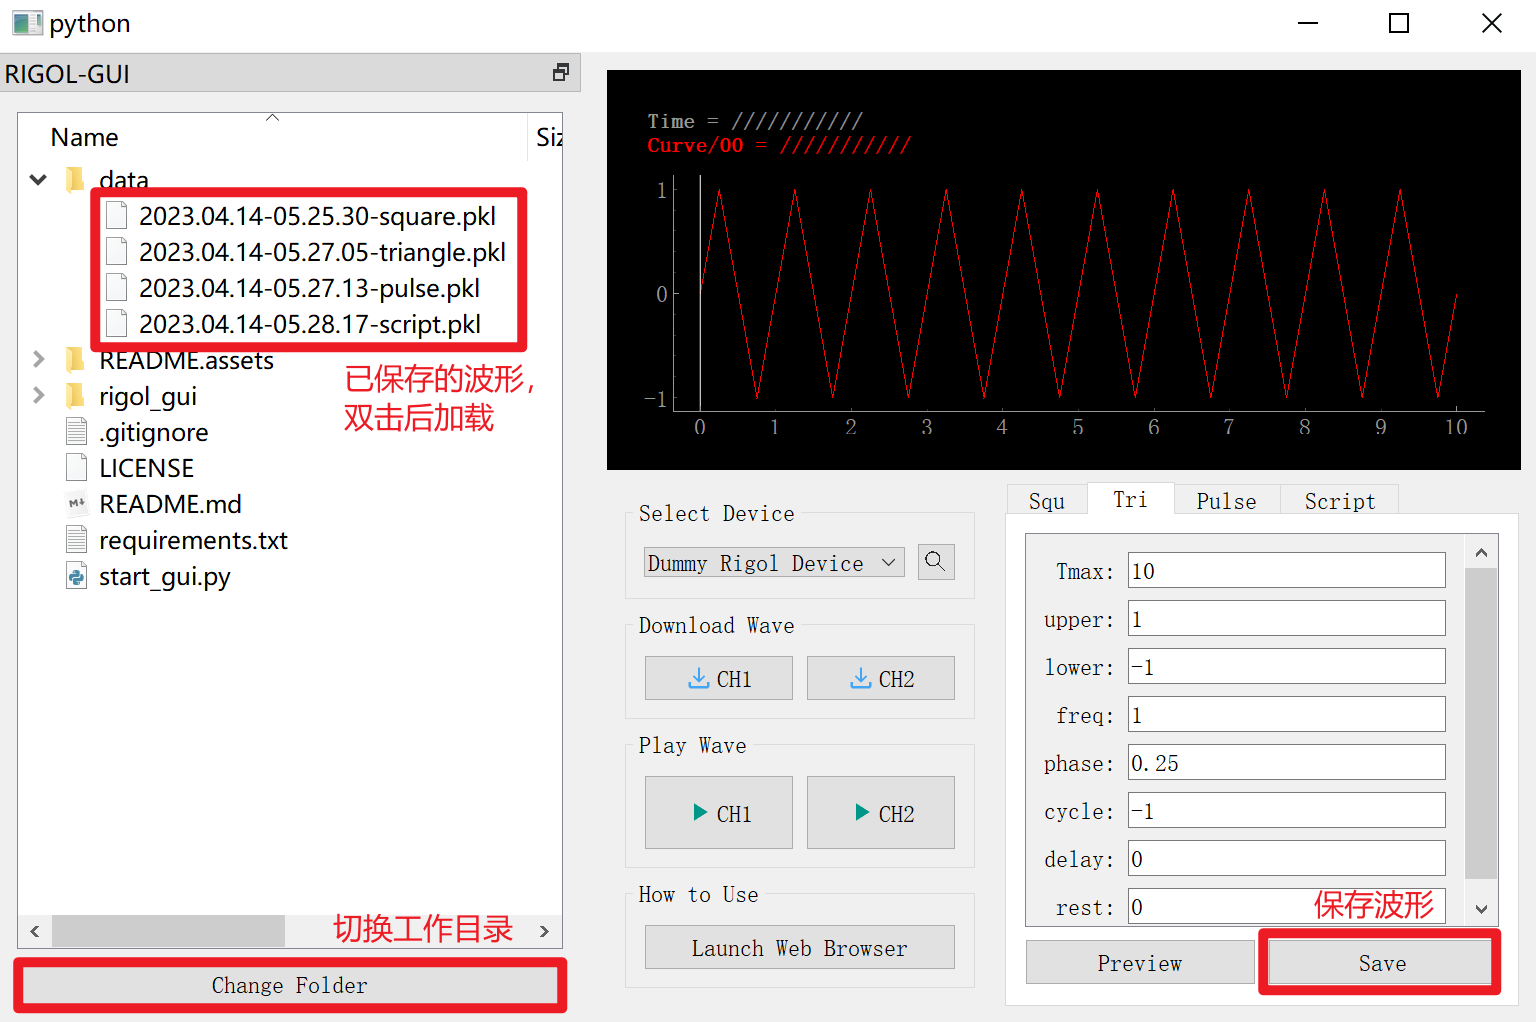 python
RIGOL-GUI
Name
Siz
data
2023.04.14-05.25.30-square.pkl
2023.04.14-05.27.05-triangle.pkl
2023.04.14-05.27.13-pulse.pkl
2023.04.14-05.28.17-script.pkl
README.assets
rigol_gui
.gitignore
LICENSE
README.md
requirements.txt
start_gui.py
已保存的波形，
双击后加载
切换工作目录
Change Folder
Time = ///////////
Curve/00 = ///////////
1
0
-1
0 1 2 3 4 5 6 7 8 9 10
Select Device
Dummy Rigol Device
Download Wave
CH1 CH2
Play Wave
CH1 CH2
How to Use
Launch Web Browser
Squ Tri Pulse Script
Tmax: 10
upper: 1
lower: -1
freq: 1
phase: 0.25
cycle: -1
delay: 0
rest: 0
保存波形
Preview Save